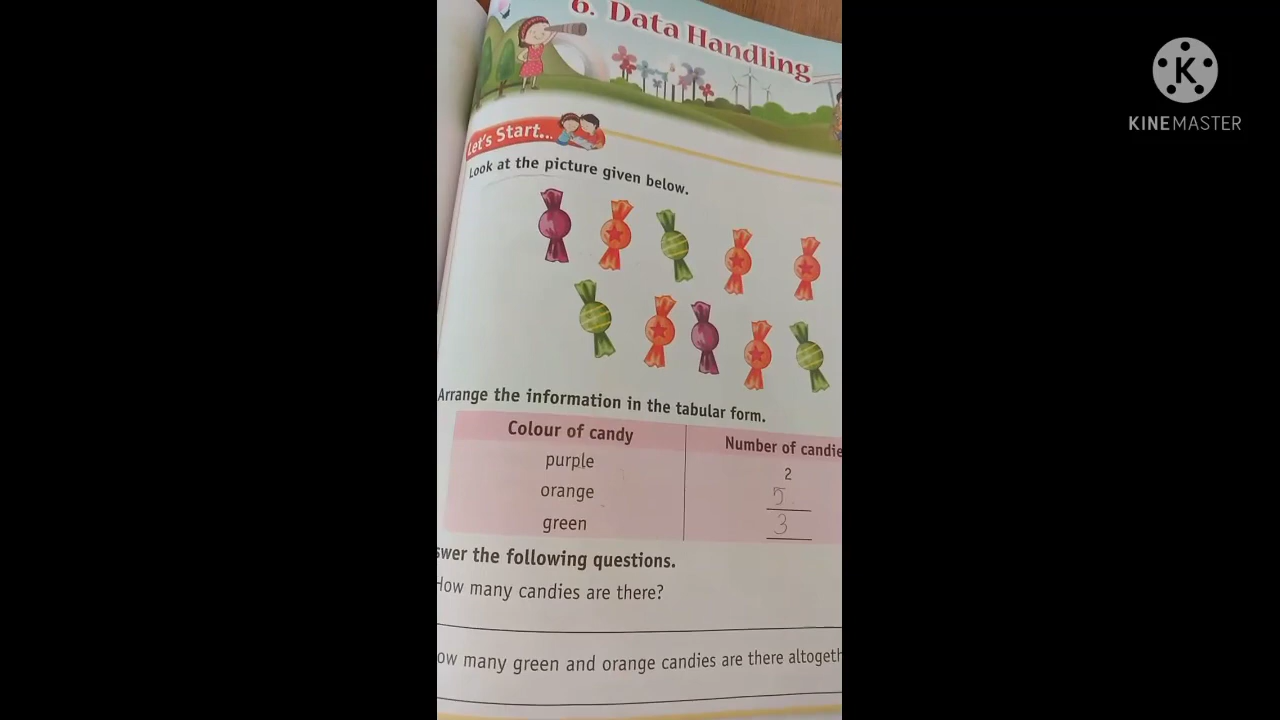 6. Data Handling
K
KINEMASTER
Let's Start...
Look at the picture given below.
Arrange the information in the tabular form.
Colour of candy Number of candie
purple 2
orange 5
green 3
swer the following questions.
How many candies are there?
ow many green and orange candies are there altogeth